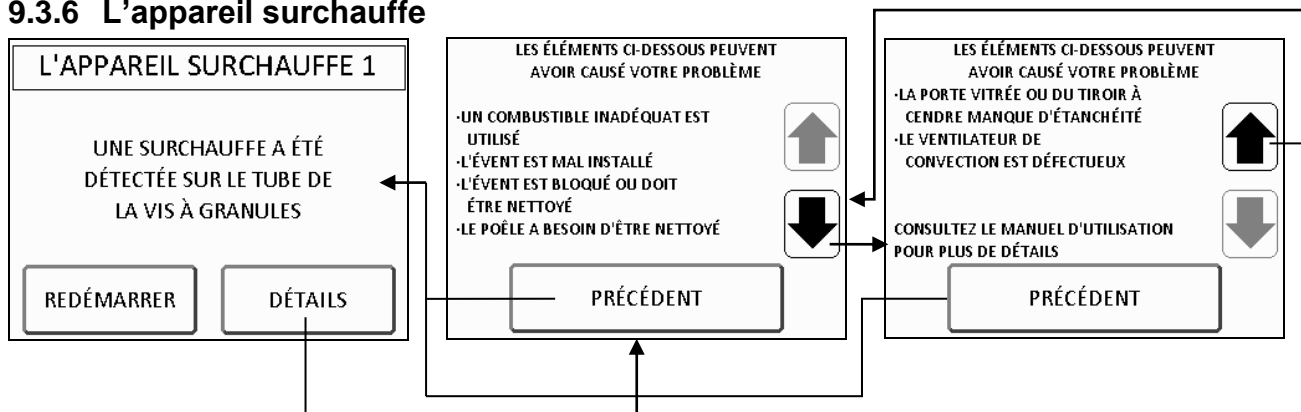 9.3.6 L'appareil surchauffe
L'APPAREIL SURCHAUFFE 1
UNE SURCHAUFFE A ÉTÉ
DÉTECTÉE SUR LE TUBE DE
LA VIS À GRANULES
REDÉMARRER
DÉTAILS
LES ÉLÉMENTS CI-DESSOUS PEUVENT
AVOIR CAUSÉ VOTRE PROBLÈME
·UN COMBUSTIBLE INADÉQUAT EST
UTILISÉ
·L'ÉVENT EST MAL INSTALLÉ
·L'ÉVENT EST BLOQUÉ OU DOIT
ÉTRE NETTOYÉ
·LE POÊLE A BESOIN D'ÊTRE NETTOYÉ
PRÉCÉDENT
LES ÉLÉMENTS CI-DESSOUS PEUVENT
AVOIR CAUSÉ VOTRE PROBLÈME
·LA PORTE VITRÉE OU DU TIROIR À
CENDRE MANQUE D'ÉTANCHÉITÉ
·LE VENTILATEUR DE
CONVECTION EST DÉFECTUEUX
CONSULTEZ LE MANUEL D'UTILISATION
POUR PLUS DE DÉTAILS
PRÉCÉDENT